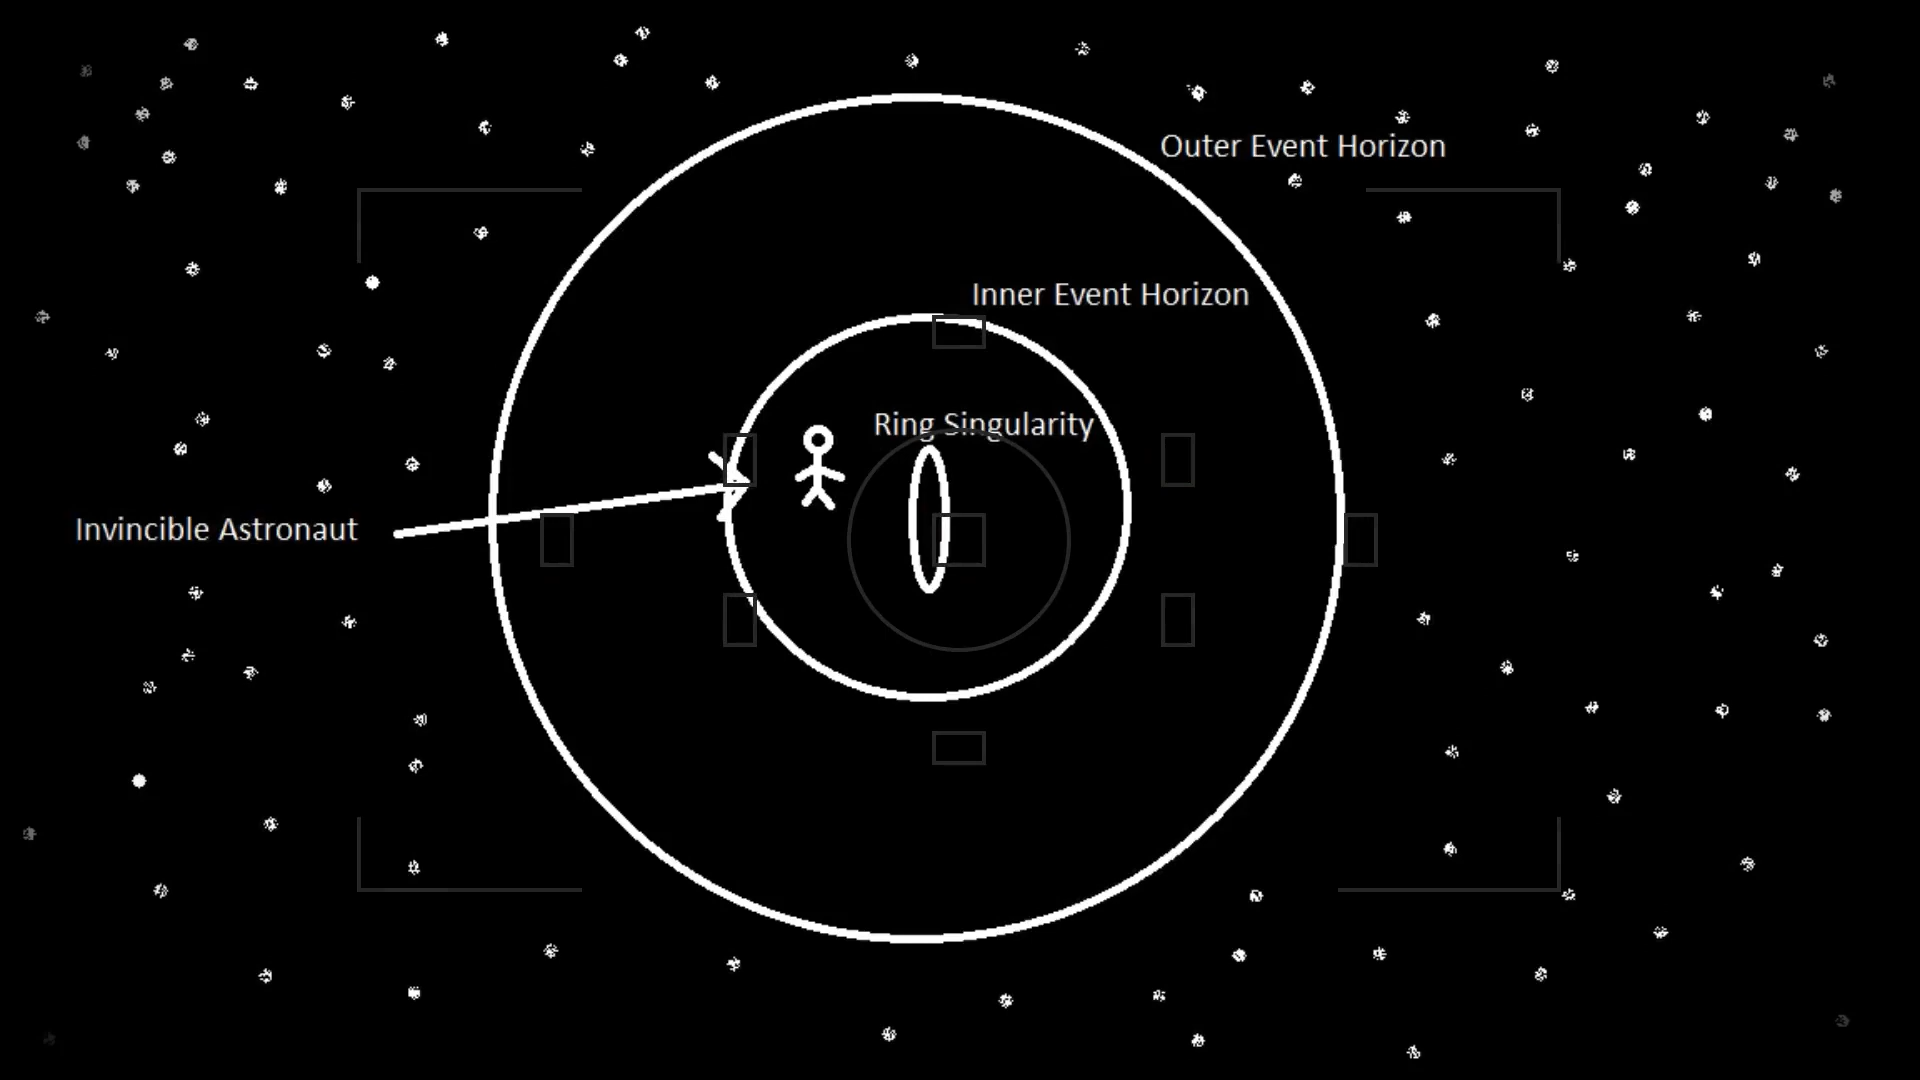 Outer Event Horizon
Inner Event Horizon
Ring Singularity
Invincible Astronaut